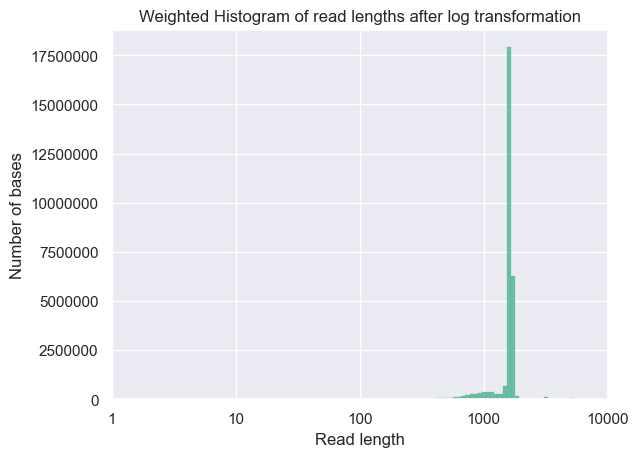 Weighted Histogram of read lengths after log transformation
17500000
15000000
12500000
10000000
7500000
5000000
2500000
0
Number of bases
1 10 100 1000 10000
Read length